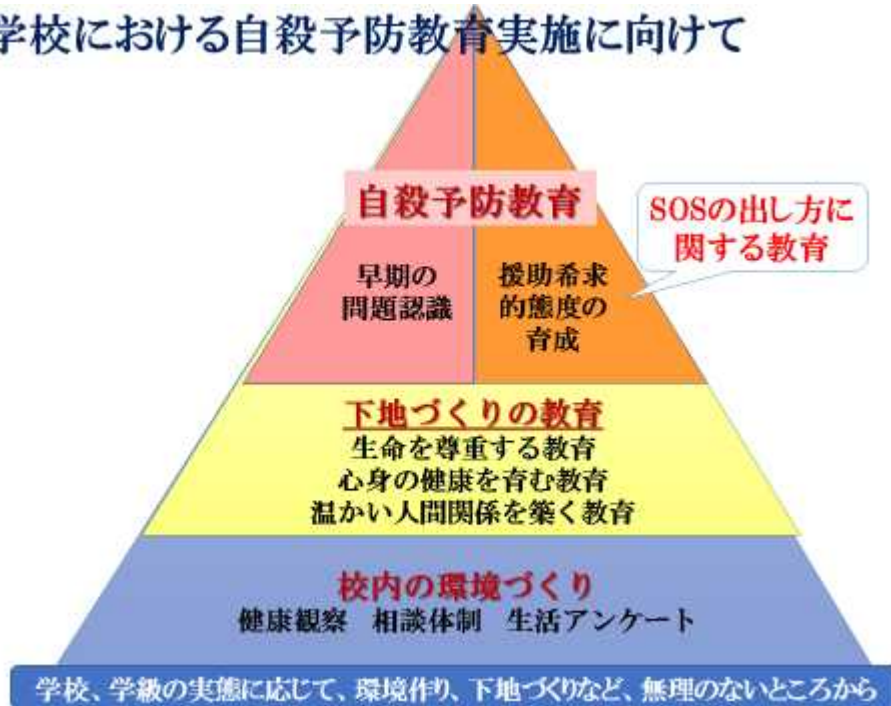 学校における自殺予防教育実施に向けて
自殺予防教育
SOSの出し方に
関する教育
早期の
問題認識
援助希求
的態度の
育成
下地づくりの教育
生命を尊重する教育
心身の健康を育む教育
温かい人間関係を築く教育
校内の環境づくり
健康観察 相談体制 生活アンケート
学校、学級の実態に応じて、環境作り、下地づくりなど、無理のないところから